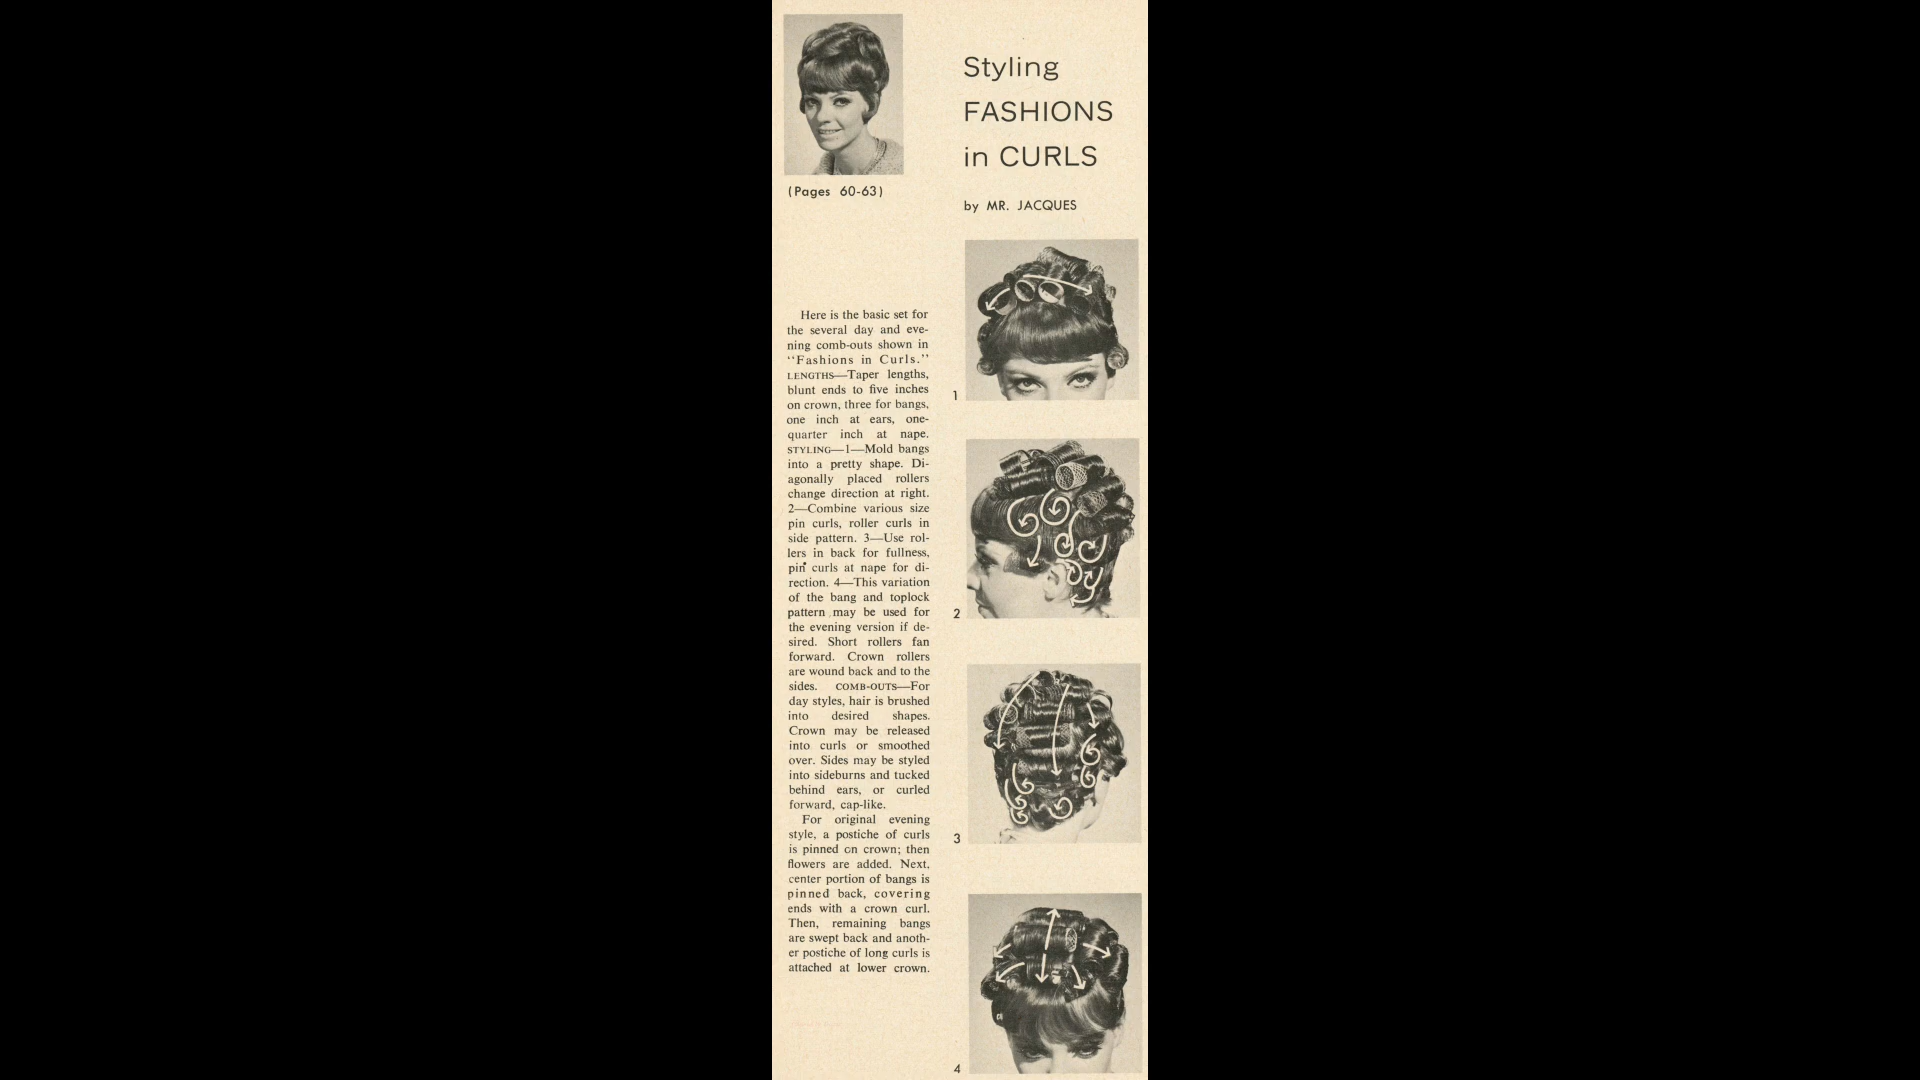 Styling
FASHIONS
in CURLS
(Pages 60-63)
by MR. JACQUES
Here is the basic set for
the several day and eve-
ning comb-outs shown in
"Fashions in Curls."
LENGTHS—Taper lengths,
blunt ends to five inches
on crown, three for bangs,
one inch at ears, one-
quarter inch at nape.
STYLING—1—Mold bangs
into a pretty shape. Di-
agonally placed rollers
change direction at right.
2—Combine various size
pin curls, roller curls in
side pattern. 3—Use rol-
lers in back for fullness,
pin curls at nape for di-
rection. 4—This variation
of the bang and toplock
pattern may be used for
the evening version if de-
sired. Short rollers fan
forward. Crown rollers
are wound back and to the
sides. COMB-OUTS—For
day styles, hair is brushed
into desired shapes.
Crown may be released
into curls or smoothed
over. Sides may be styled
into sideburns and tucked
behind ears, or curled
forward, cap-like.
For original evening
style, a postiche of curls
is pinned on crown; then
flowers are added. Next,
center portion of bangs is
pinned back, covering
ends with a crown curl.
Then, remaining bangs
are swept back and anoth-
er postiche of long curls is
attached at lower crown.
1
2
3
4